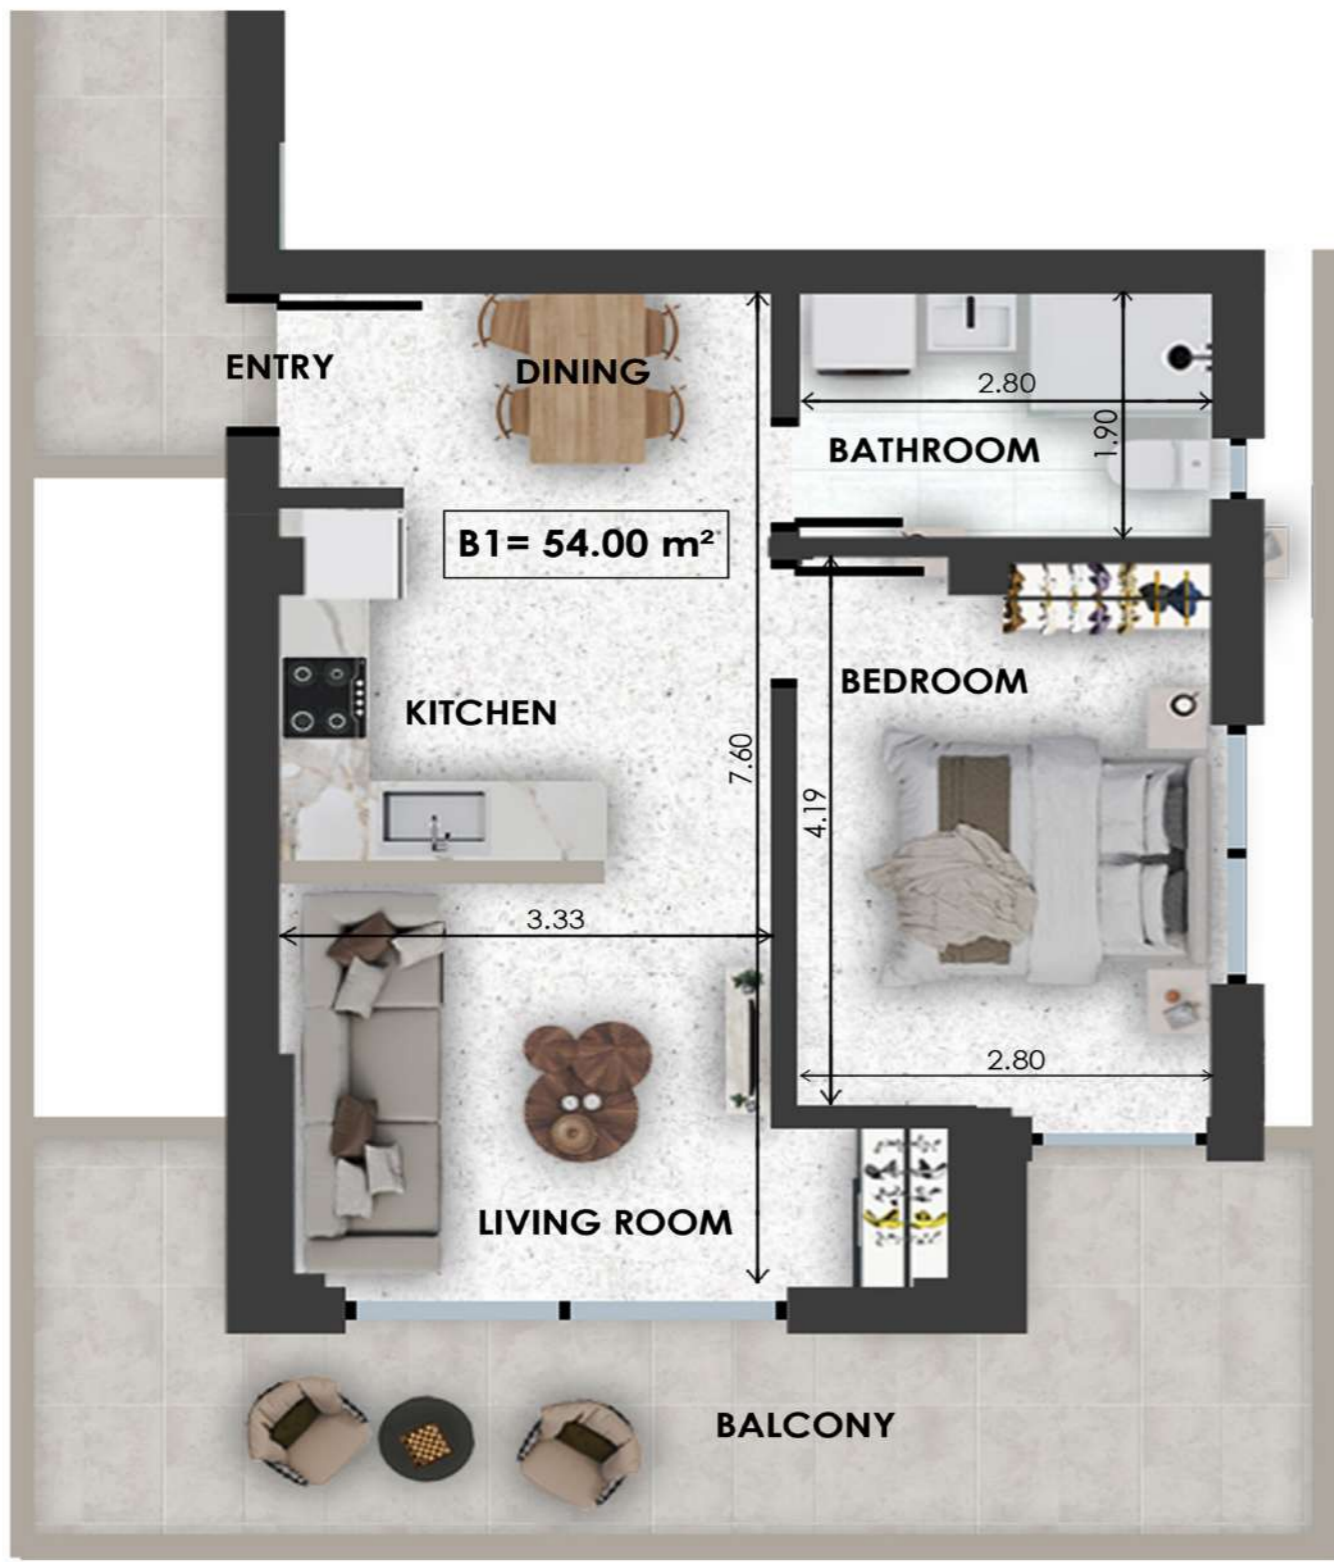 ENTRY
DINING
2.80
1.90
BATHROOM
B1= 54.00 m²
BEDROOM
KITCHEN
7.60
4.19
3.33
2.80
LIVING ROOM
BALCONY